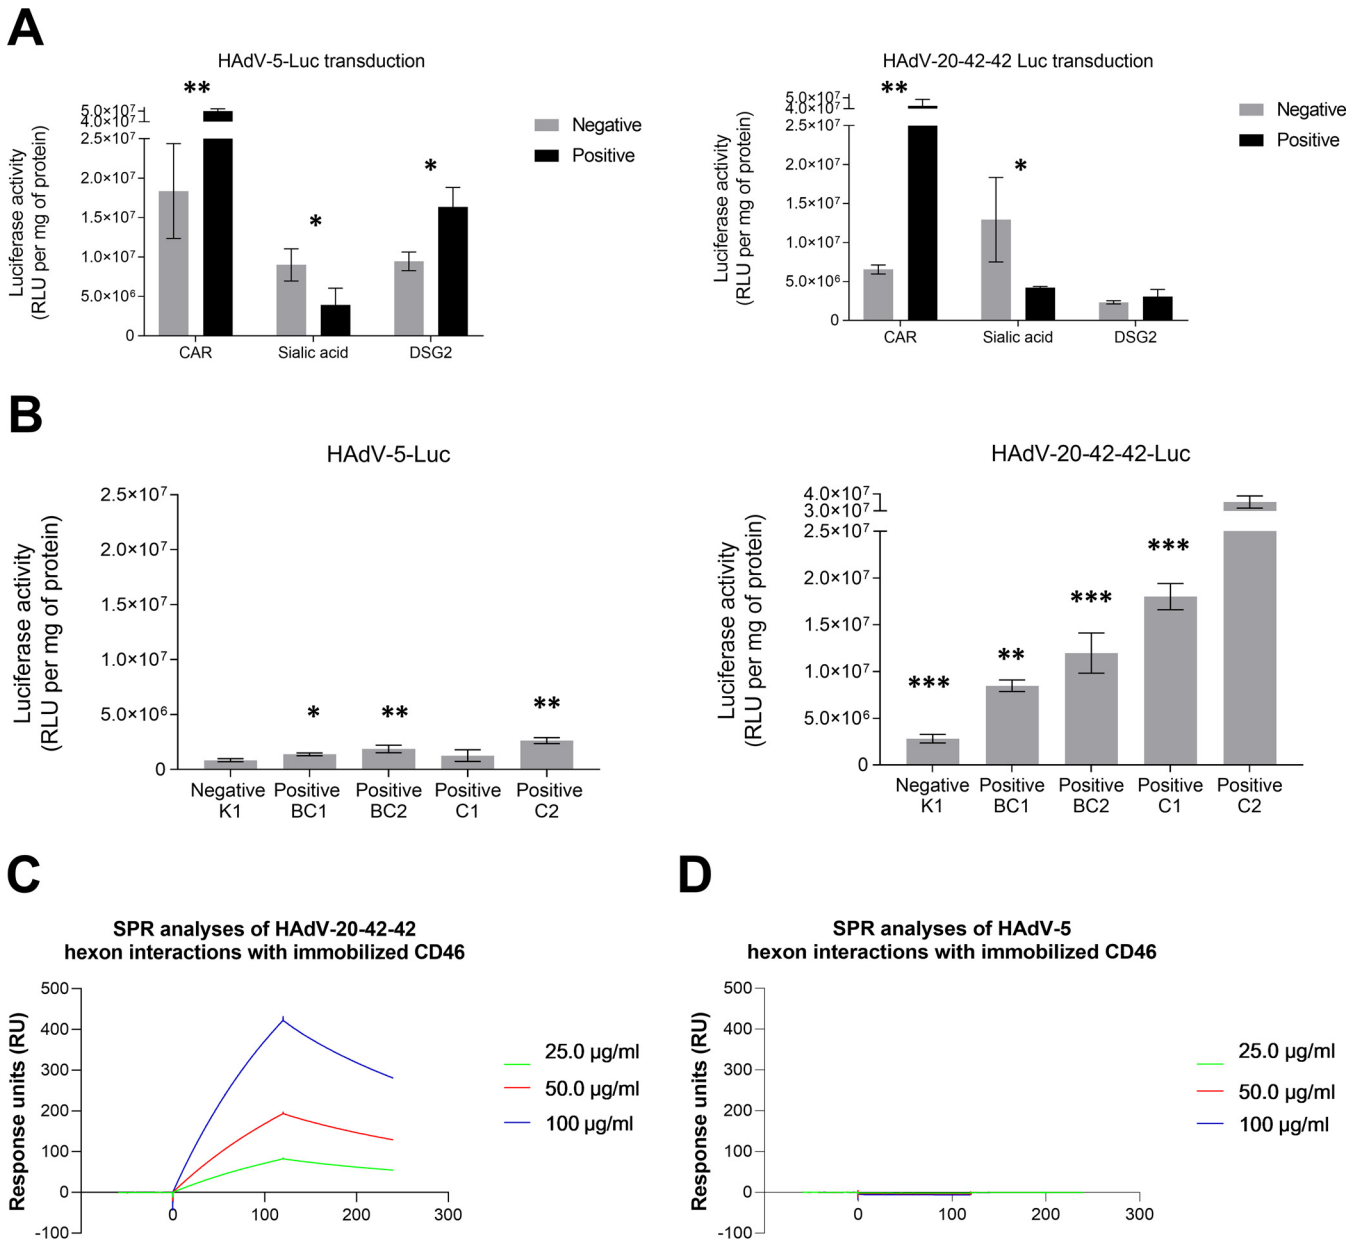 A
HAdV-5-Luc transduction
**
5.0×10⁷
4.0×10⁷
2.5×10⁷
2.0×10⁷
1.5×10⁷
1.0×10⁷
5.0×10⁶
0
Luciferase activity
(RLU per mg of protein)
*
*
CAR
Sialic acid
DSG2
Negative
Positive
HAdV-20-42-42 Luc transduction
**
5.0×10⁷
4.0×10⁷
2.5×10⁷
2.0×10⁷
1.5×10⁷
1.0×10⁷
5.0×10⁶
0
Luciferase activity
(RLU per mg of protein)
*
CAR
Sialic acid
DSG2
Negative
Positive
B
HAdV-5-Luc
2.5×10⁷
2.0×10⁷
1.5×10⁷
1.0×10⁷
5.0×10⁶
0
Luciferase activity
(RLU per mg of protein)
*
**
**
Negative Positive Positive Positive Positive
K1 BC1 BC2 C1 C2
HAdV-20-42-42-Luc
4.0×10⁷
3.0×10⁷
2.5×10⁷
2.0×10⁷
1.5×10⁷
1.0×10⁷
5.0×10⁶
0
Luciferase activity
(RLU per mg of protein)
***
**
***
***
Negative Positive Positive Positive Positive
K1 BC1 BC2 C1 C2
C
SPR analyses of HAdV-20-42-42
hexon interactions with immobilized CD46
500
400
300
200
100
0
-100
Response units (RU)
0 100 200 300
25.0 µg/ml
50.0 µg/ml
100 µg/ml
D
SPR analyses of HAdV-5
hexon interactions with immobilized CD46
500
400
300
200
100
0
-100
Response units (RU)
0 100 200 300
25.0 µg/ml
50.0 µg/ml
100 µg/ml